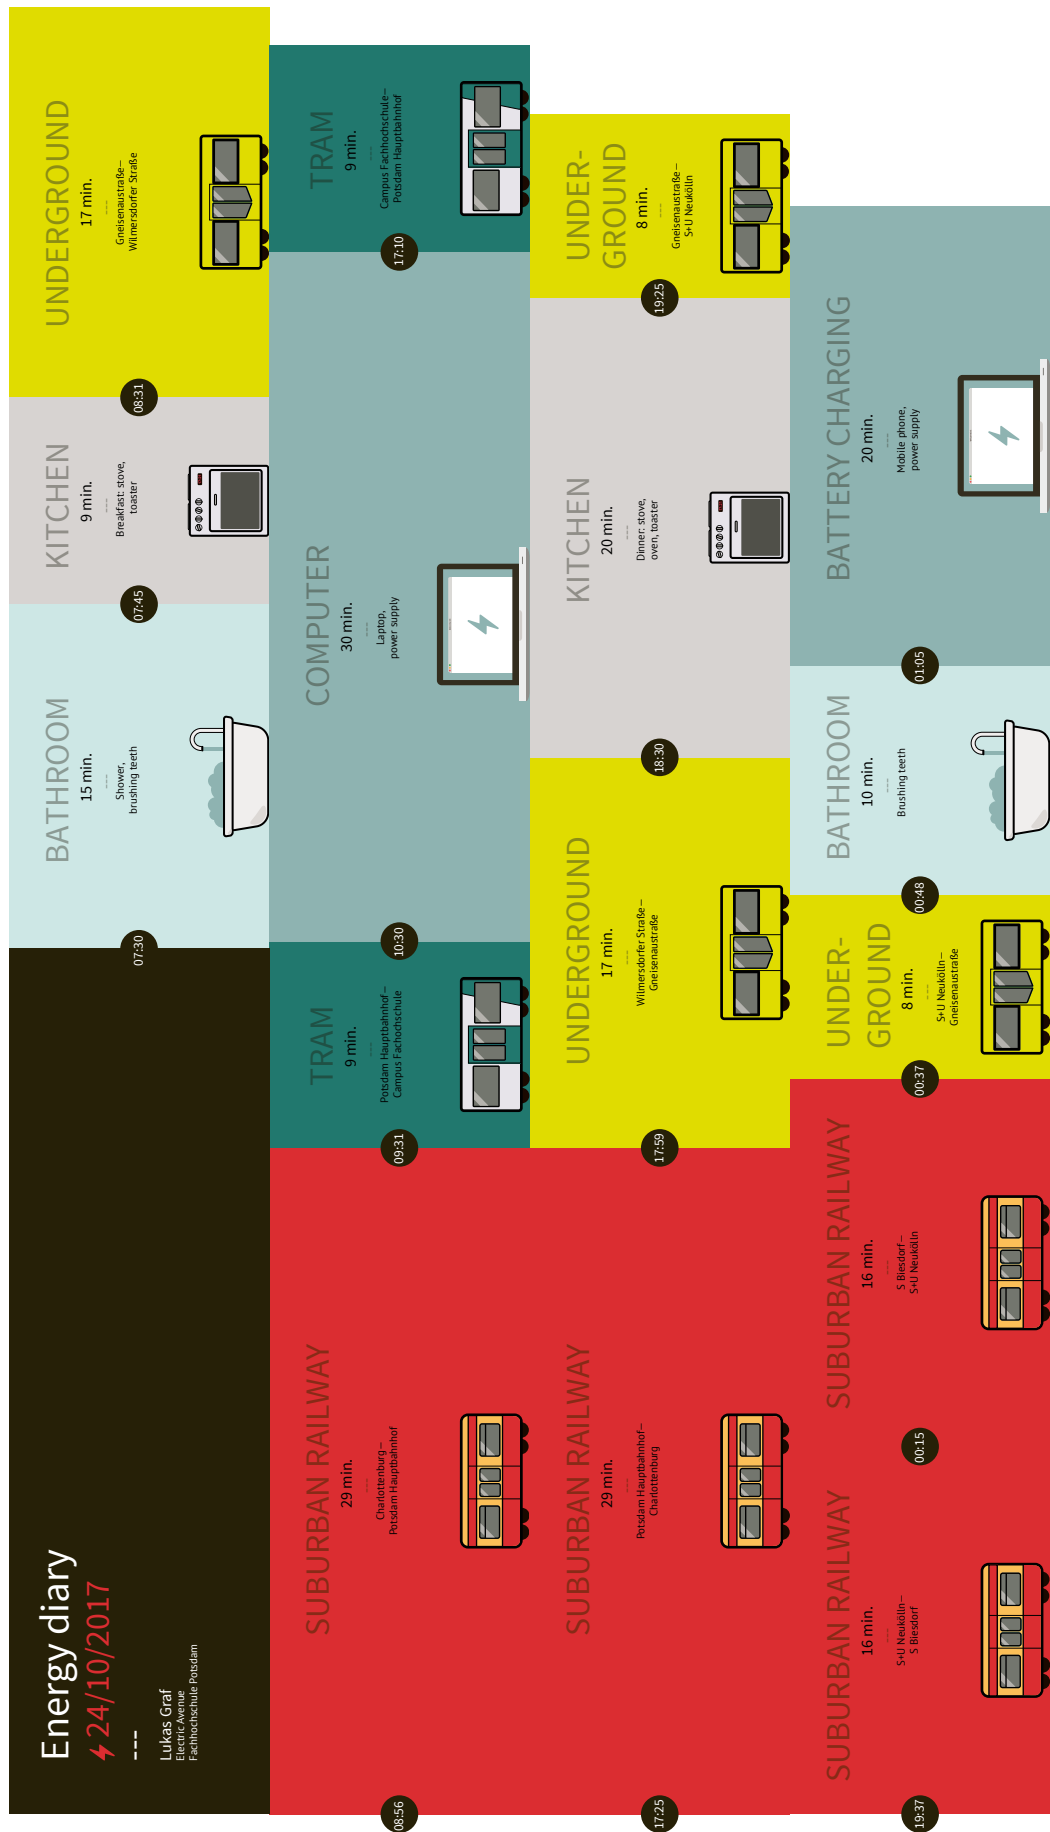 Energy diary
24/10/2017
---
Lukas Graf
Electric Avenue
Fachhochschule Potsdam
07:30
BATHROOM
15 min.
---
Shower,
brushing teeth
07:45
KITCHEN
9 min.
---
Breakfast: stove,
toaster
08:31
UNDERGROUND
17 min.
---
Gneisenaustraße–
Wilmersdorfer Straße
08:56
SUBURBAN RAILWAY
29 min.
---
Charlottenburg–
Potsdam Hauptbahnhof
09:31
TRAM
9 min.
---
Potsdam Hauptbahnhof–
Campus Fachochschule
10:30
COMPUTER
30 min.
---
Laptop,
power supply
17:10
TRAM
9 min.
---
Campus Fachhochschule–
Potsdam Hauptbahnhof
17:25
SUBURBAN RAILWAY
29 min.
---
Potsdam Hauptbahnhof–
Charlottenburg
17:59
UNDERGROUND
17 min.
---
Wilmersdorfer Straße–
Gneisenaustraße
18:30
KITCHEN
20 min.
---
Dinner: stove,
oven, toaster
19:25
UNDER-
GROUND
8 min.
---
Gneisenaustraße–
S+U Neukölln
19:37
SUBURBAN RAILWAY
16 min.
---
S+U Neukölln–
S Biesdorf
00:15
SUBURBAN RAILWAY
16 min.
---
S Biesdorf–
S+U Neukölln
00:37
UNDER-
GROUND
8 min.
---
S+U Neukölln–
Gneisenaustraße
00:48
BATHROOM
10 min.
---
Brushing teeth
01:05
BATTERY CHARGING
20 min.
---
Mobile phone,
power supply